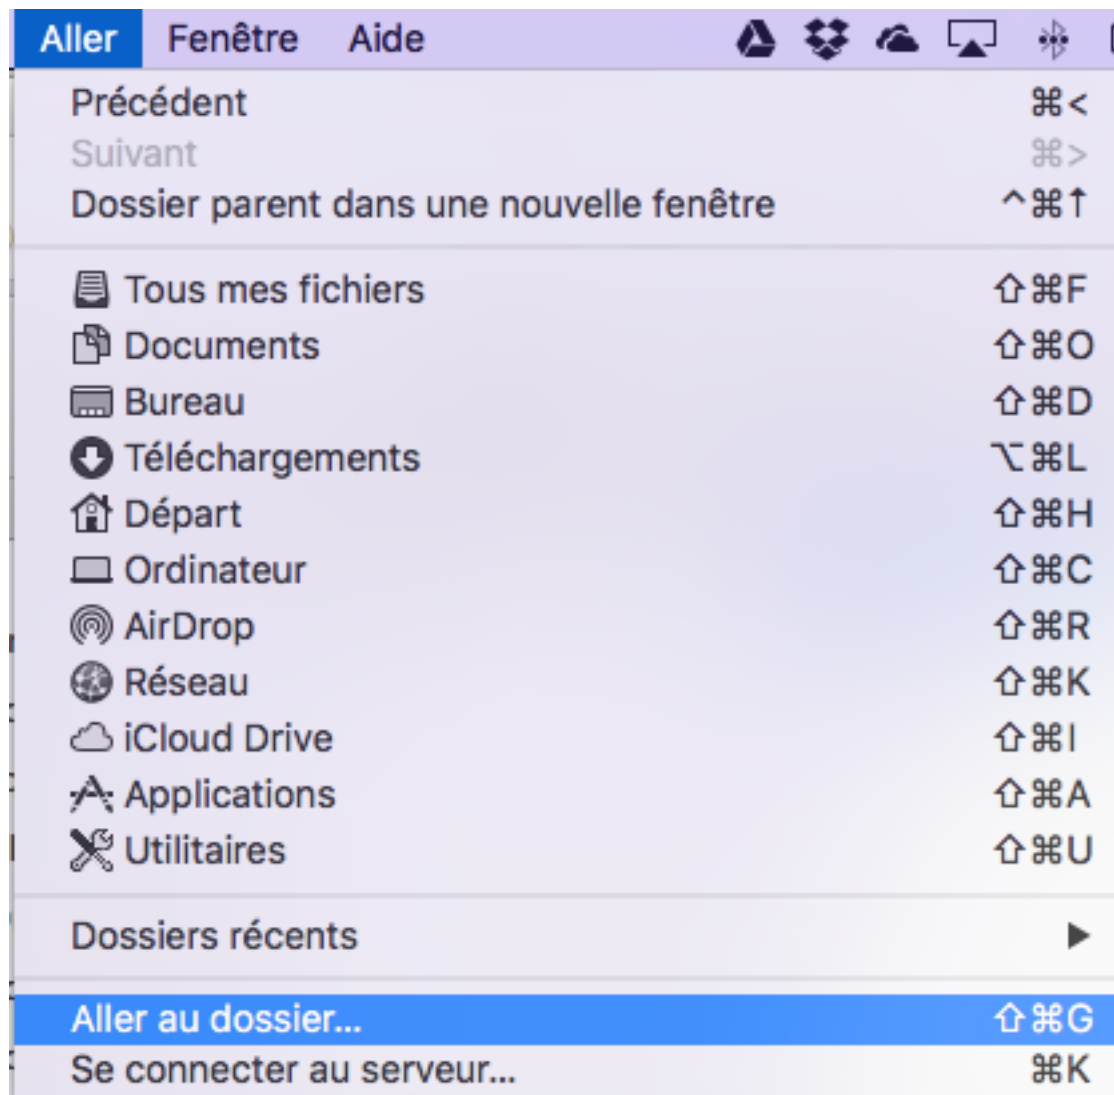 Aller Fenêtre Aide
Précédent ⌘<
Suivant ⌘>
Dossier parent dans une nouvelle fenêtre ^⌘↑
Tous mes fichiers ⇧⌘F
Documents ⇧⌘O
Bureau ⇧⌘D
Téléchargements ⌥⌘L
Départ ⇧⌘H
Ordinateur ⇧⌘C
AirDrop ⇧⌘R
Réseau ⇧⌘K
iCloud Drive ⇧⌘I
Applications ⇧⌘A
Utilitaires ⇧⌘U
Dossiers récents ▶
Aller au dossier... ⇧⌘G
Se connecter au serveur... ⌘K